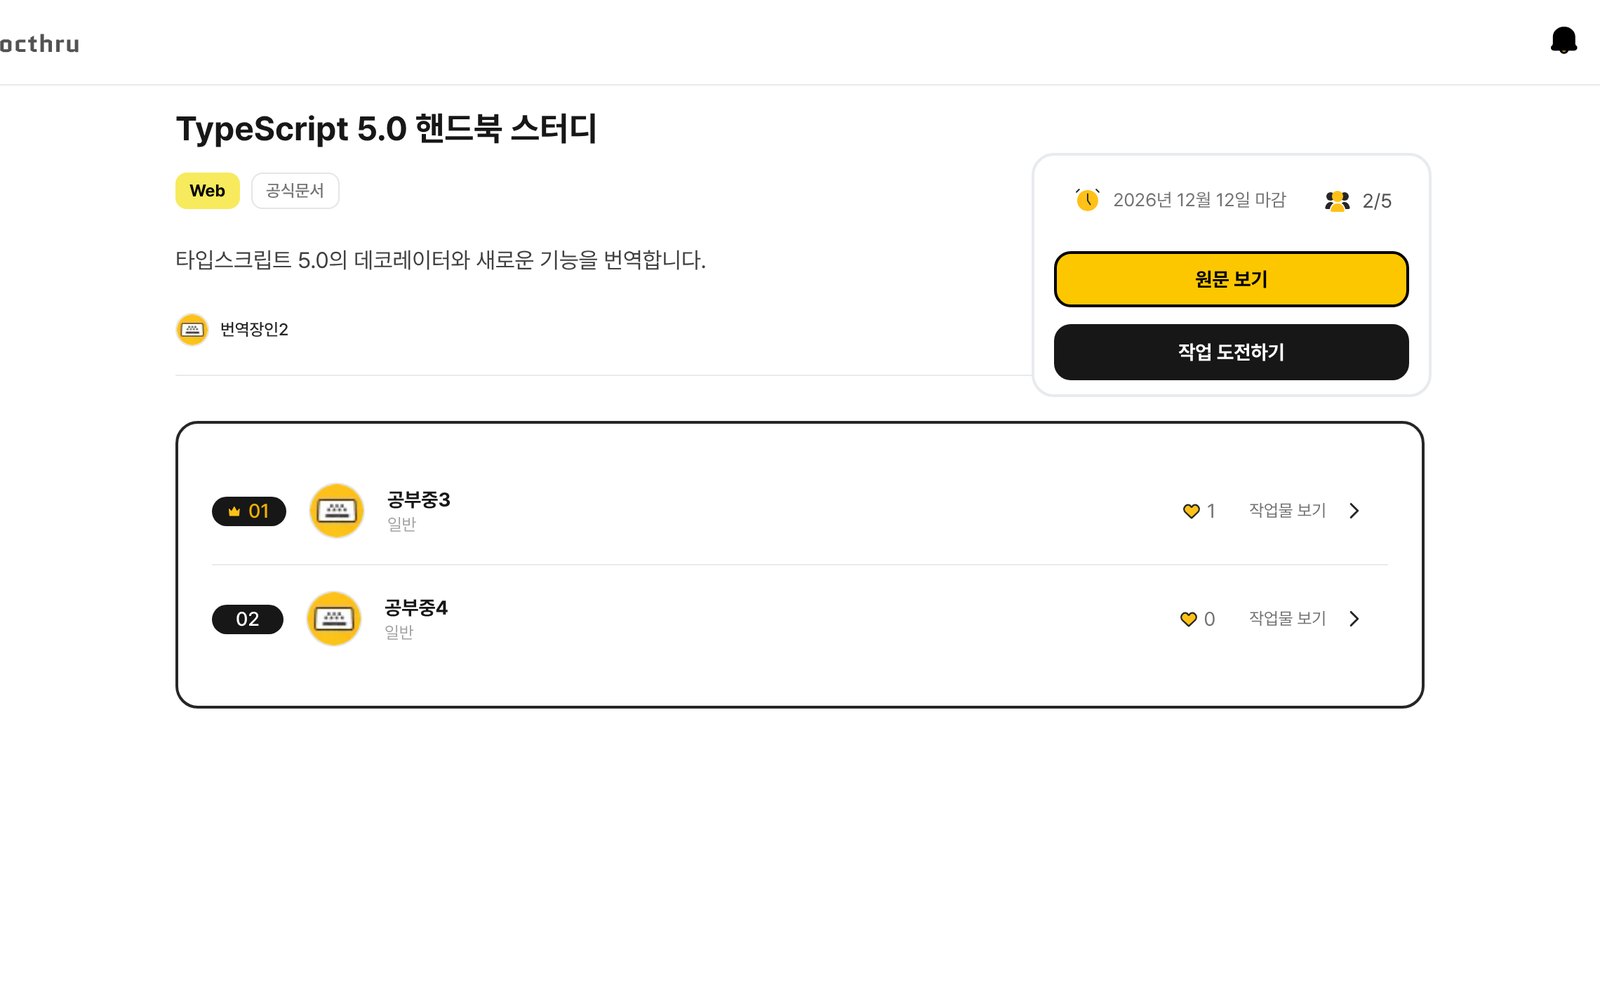 octhru
TypeScript 5.0 핸드북 스터디
Web
공식문서
타입스크립트 5.0의 데코레이터와 새로운 기능을 번역합니다.
번역장인2
2026년 12월 12일 마감
2/5
원문 보기
작업 도전하기
01
공부중3
일반
1
작업물 보기
02
공부중4
일반
0
작업물 보기